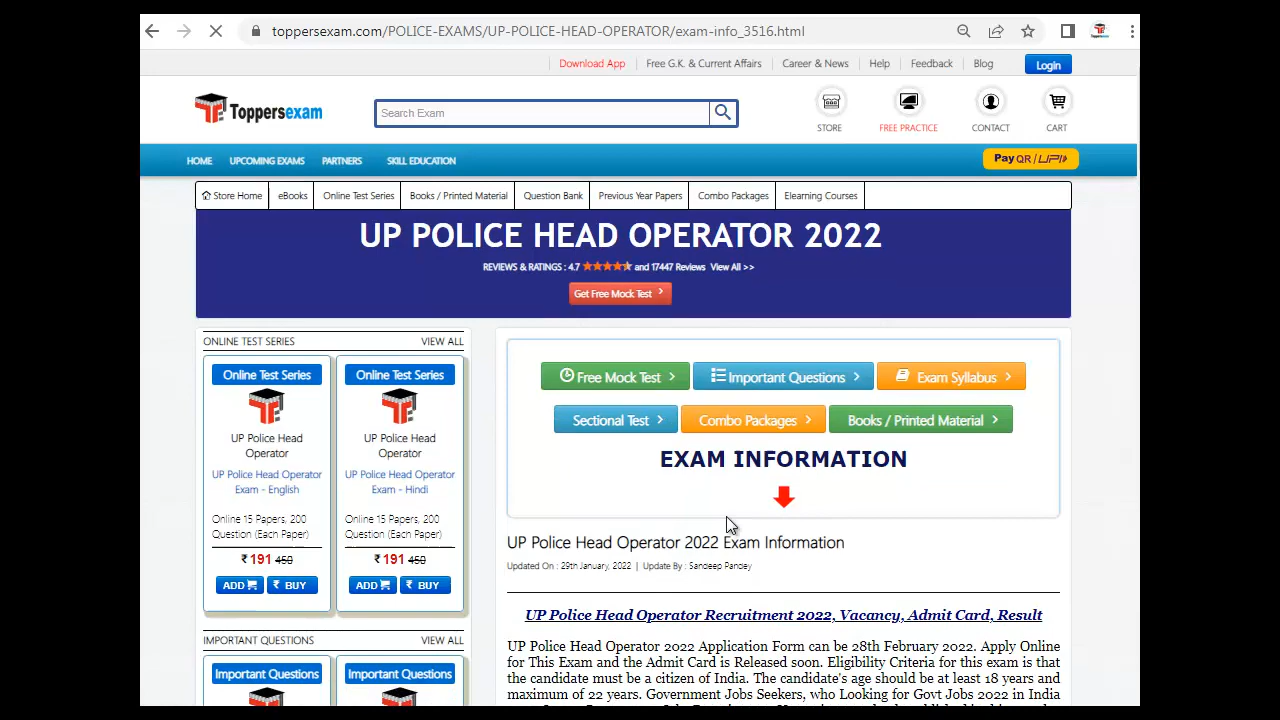 toppersexam.com/POLICE-EXAMS/UP-POLICE-HEAD-OPERATOR/exam-info_3516.html
Download App | Free G.K. & Current Affairs | Career & News | Help | Feedback | Blog Login
Toppersexam
Search Exam
STORE FREE PRACTICE CONTACT CART
HOME UPCOMING EXAMS PARTNERS SKILL EDUCATION Pay QR / UPI
Store Home eBooks Online Test Series Books / Printed Material Question Bank Previous Year Papers Combo Packages Elearning Courses
UP POLICE HEAD OPERATOR 2022
REVIEWS & RATINGS : 4.7 and 17447 Reviews View All >>
Get Free Mock Test
ONLINE TEST SERIES VIEW ALL
Online Test Series
UP Police Head
Operator
UP Police Head Operator
Exam - English
Online 15 Papers, 200
Question (Each Paper)
₹ 191 450
ADD ₹ BUY
Online Test Series
UP Police Head
Operator
UP Police Head Operator
Exam - Hindi
Online 15 Papers, 200
Question (Each Paper)
₹ 191 450
ADD ₹ BUY
IMPORTANT QUESTIONS VIEW ALL
Important Questions Important Questions
Free Mock Test Important Questions Exam Syllabus
Sectional Test Combo Packages Books / Printed Material
EXAM INFORMATION
UP Police Head Operator 2022 Exam Information
Updated On : 29th January, 2022 | Update By : Sandeep Pandey
UP Police Head Operator Recruitment 2022, Vacancy, Admit Card, Result
UP Police Head Operator 2022 Application Form can be 28th February 2022. Apply Online
for This Exam and the Admit Card is Released soon. Eligibility Criteria for this exam is that
the candidate must be a citizen of India. The candidate's age should be at least 18 years and
maximum of 22 years. Government Jobs Seekers, who Looking for Govt Jobs 2022 in India